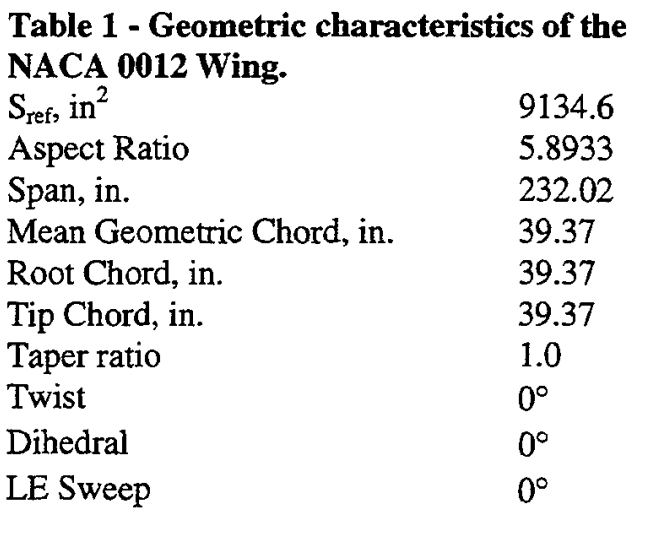 Table 1 - Geometric characteristics of the
NACA 0012 Wing.
Sref, in² 9134.6
Aspect Ratio 5.8933
Span, in. 232.02
Mean Geometric Chord, in. 39.37
Root Chord, in. 39.37
Tip Chord, in. 39.37
Taper ratio 1.0
Twist 0°
Dihedral 0°
LE Sweep 0°